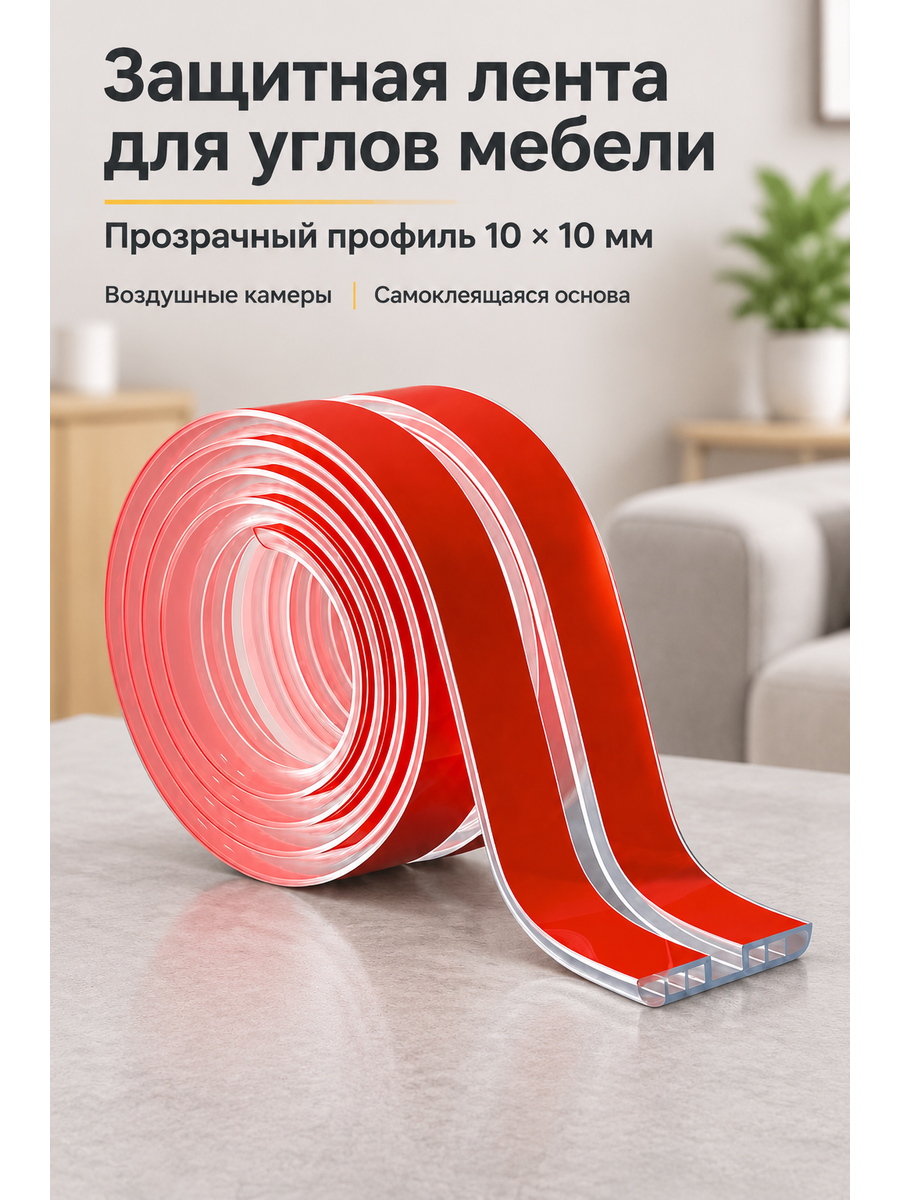 Защитная лента
для углов мебели
Прозрачный профиль 10 × 10 мм
Воздушные камеры | Самоклеящаяся основа